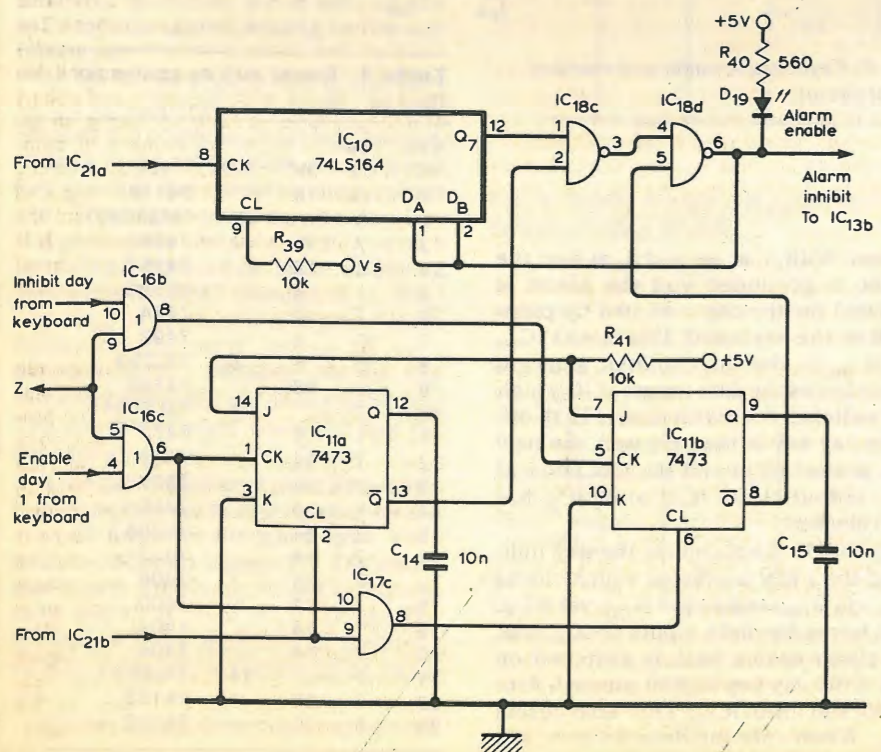 +5V
R40 560
D19
Alarm enable
IC18c
IC18d
IC10
74LS164
Q7
12
1
3
4
6
From IC21a
8
CK
2
5
Alarm inhibit
To IC13b
CL
DA
DB
9
1
2
R39
10k
Vs
Inhibit day from keyboard
IC16b
10
1
8
9
R41
10k
+5V
Z
14
J
Q
12
7
J
Q
9
IC16c
IC11a
7473
IC11b
7473
5
1
6
1
CK
5
CK
4
Enable day 1 from keyboard
3
K
Q
13
10
K
Q
8
CL
2
CL
6
C14
10n
C15
10n
IC17c
10
8
From IC21b
9